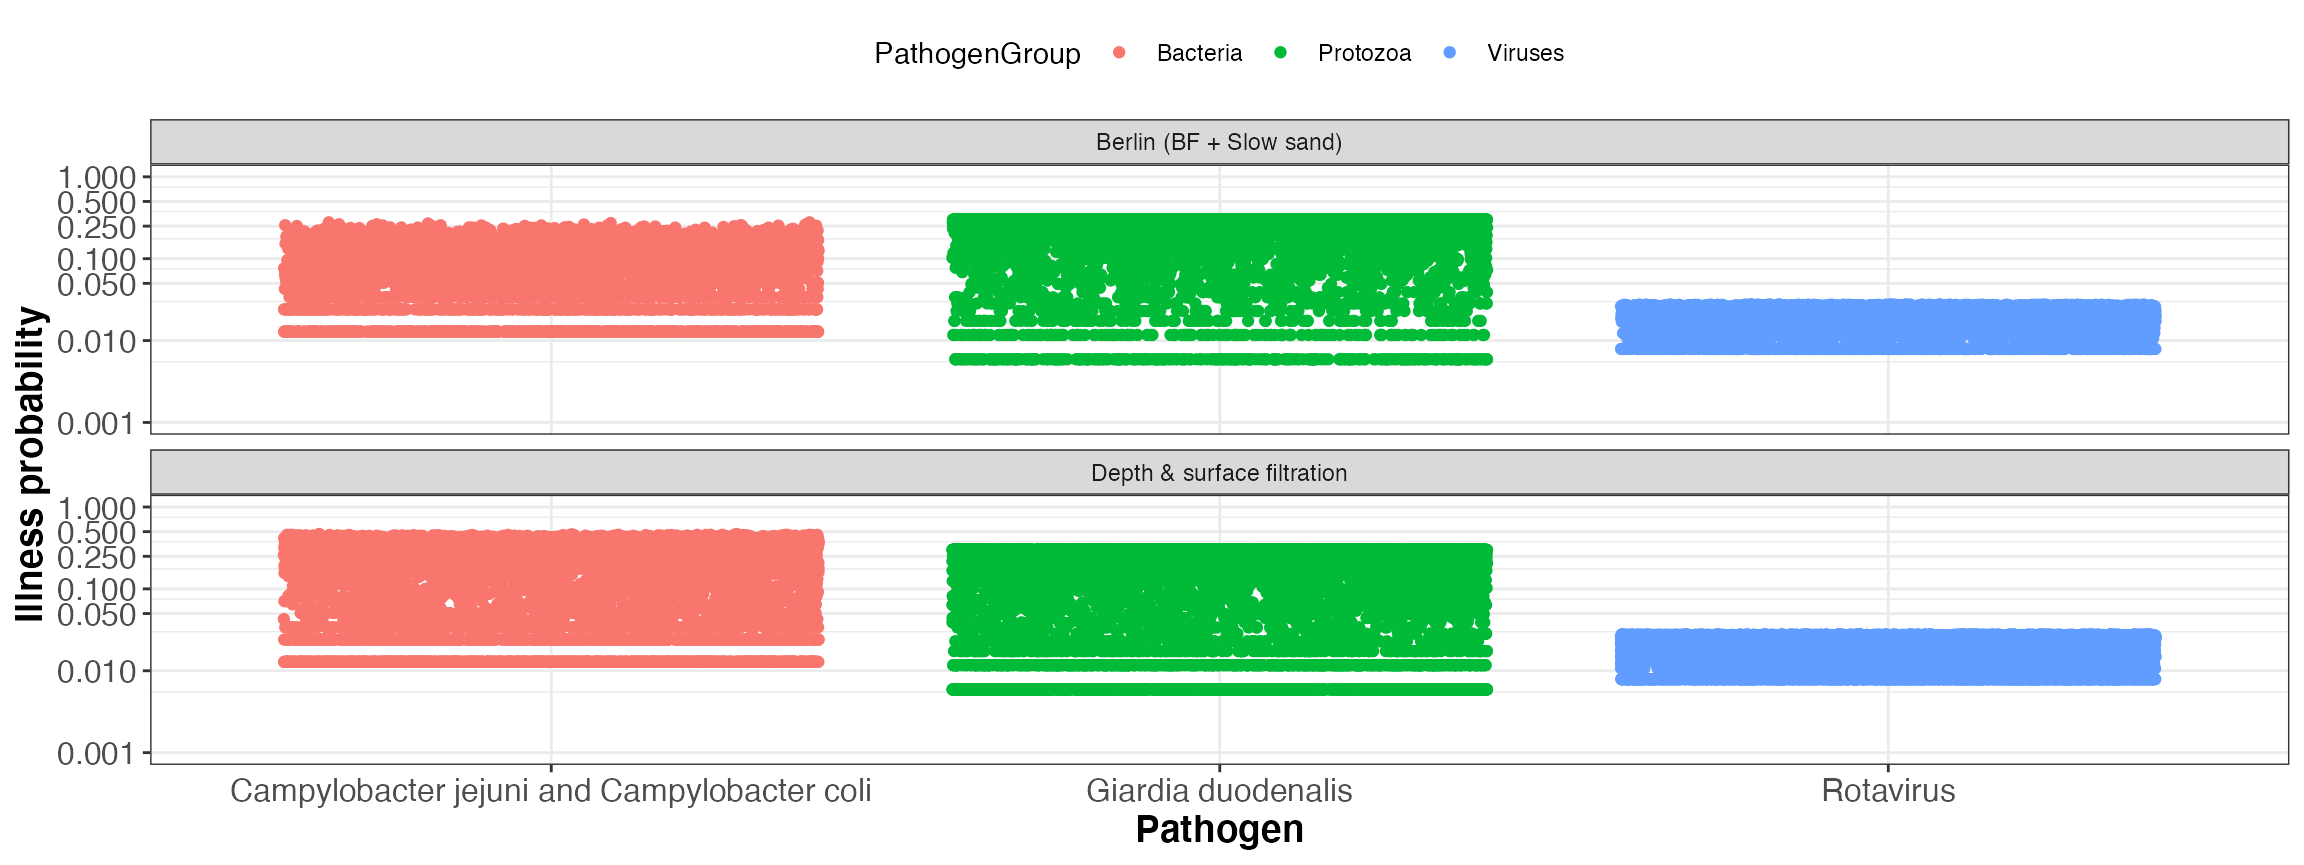 PathogenGroup Bacteria Protozoa Viruses
Berlin (BF + Slow sand)
1.000
0.500
0.250
0.100
0.050
0.010
0.001
Illness probability
Depth & surface filtration
1.000
0.500
0.250
0.100
0.050
0.010
0.001
Campylobacter jejuni and Campylobacter coli Giardia duodenalis Rotavirus
Pathogen